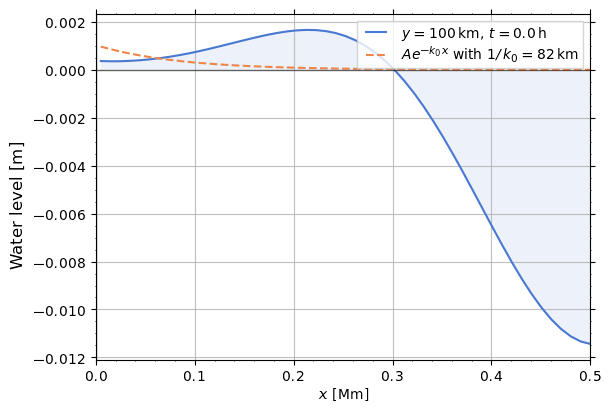 0.002
0.000
−0.002
−0.004
−0.006
−0.008
−0.010
−0.012
Water level [m]
y = 100 km, t = 0.0 h
Ae^{−k_0 x} with 1/k_0 = 82 km
0.0 0.1 0.2 0.3 0.4 0.5
x [Mm]